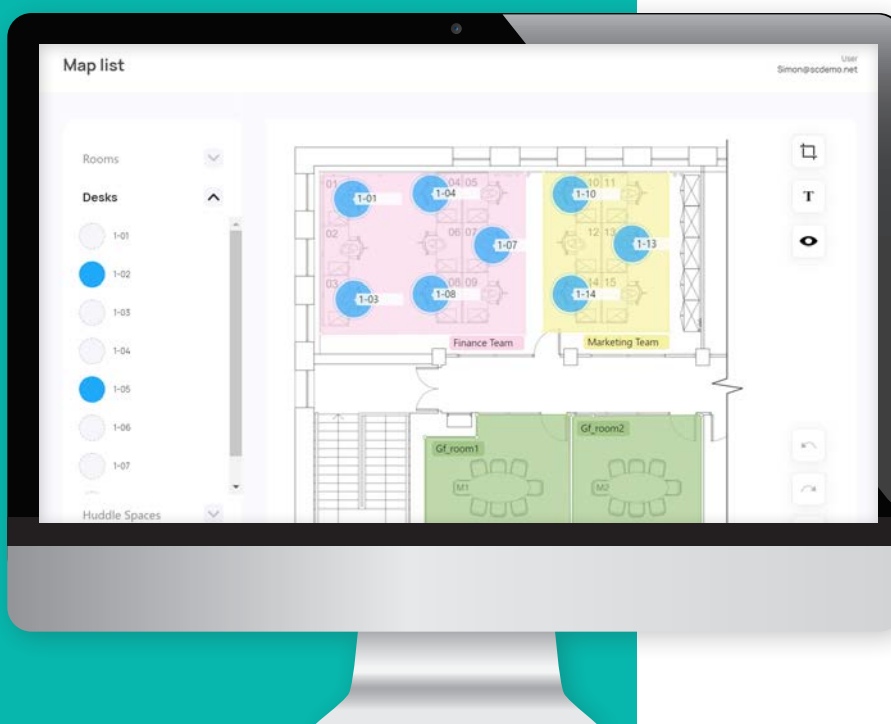 Map list
User
Simon@scdemo.net
Rooms
Desks
1-01
1-02
1-03
1-04
1-05
1-06
1-07
Huddle Spaces
01
1-01
04 05
1-04
02
06 07
1-07
03
1-03
08 09
1-08
10 11
1-10
12 13
1-13
14 15
1-14
Finance Team
Marketing Team
T
Gf_room1
Gf_room2
M1
M2